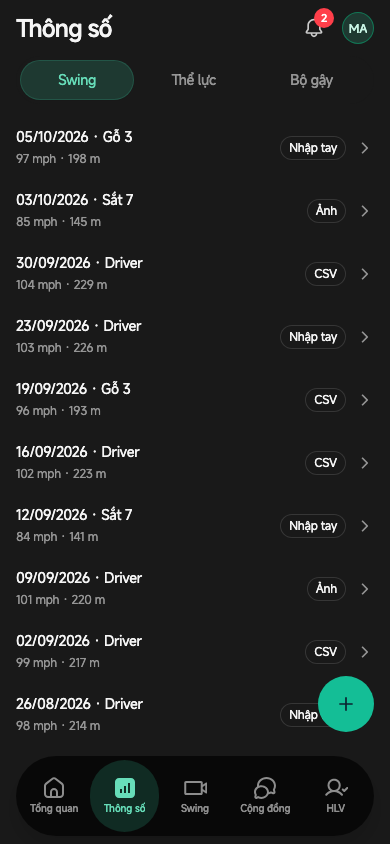 Thông số
2
MA
Swing
Thể lực
Bộ gậy
05/10/2026 · Gỗ 3
97 mph · 198 m
Nhập tay
03/10/2026 · Sắt 7
85 mph · 145 m
Ảnh
30/09/2026 · Driver
104 mph · 229 m
CSV
23/09/2026 · Driver
103 mph · 226 m
Nhập tay
19/09/2026 · Gỗ 3
96 mph · 193 m
CSV
16/09/2026 · Driver
102 mph · 223 m
CSV
12/09/2026 · Sắt 7
84 mph · 141 m
Nhập tay
09/09/2026 · Driver
101 mph · 220 m
Ảnh
02/09/2026 · Driver
99 mph · 217 m
CSV
26/08/2026 · Driver
98 mph · 214 m
Nhập
+
Tổng quan
Thông số
Swing
Cộng đồng
HLV